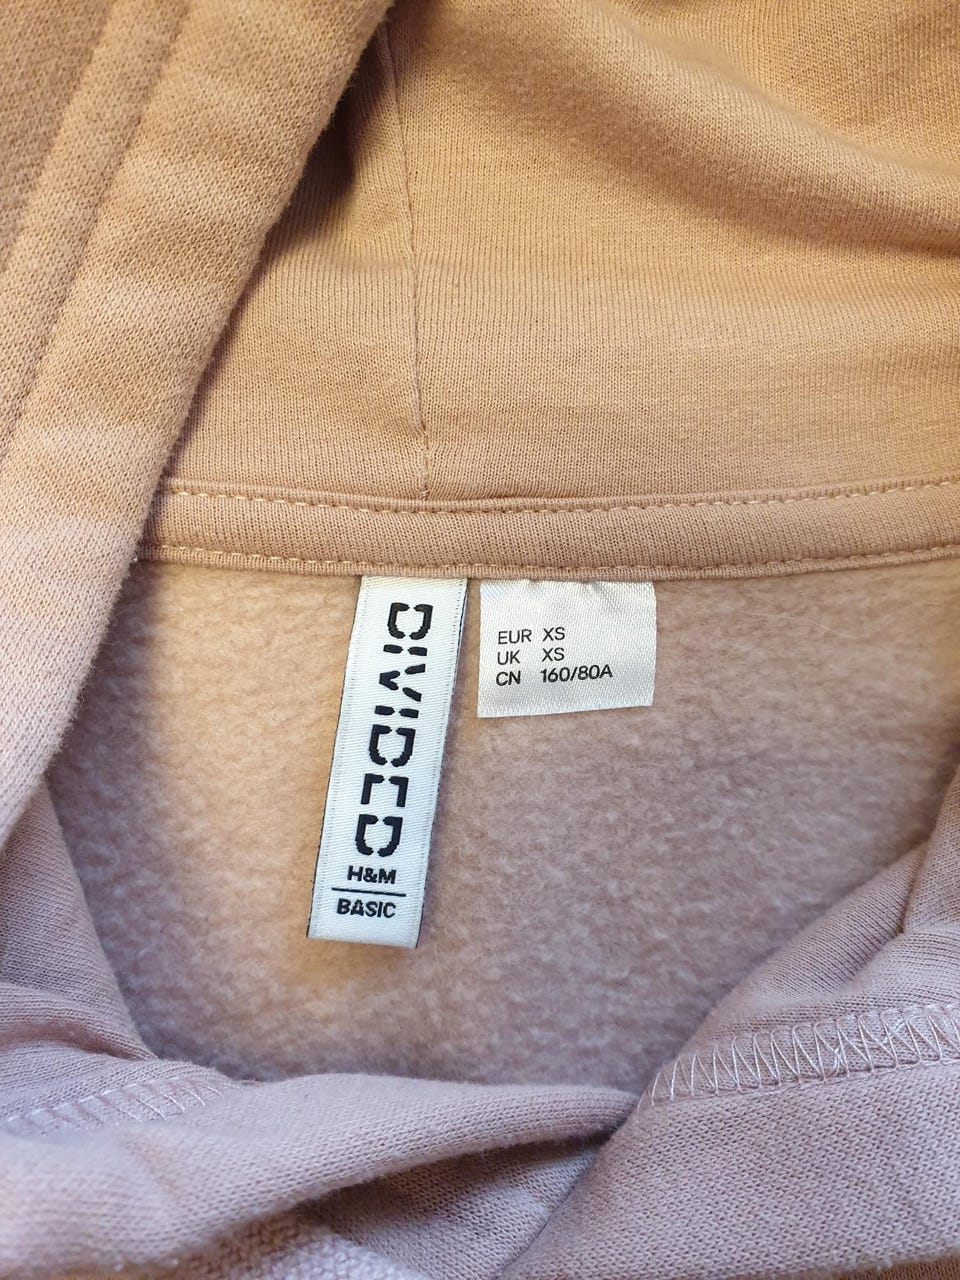 DIVIDED
H&M
BASIC
EUR XS
UK XS
CN 160/80A